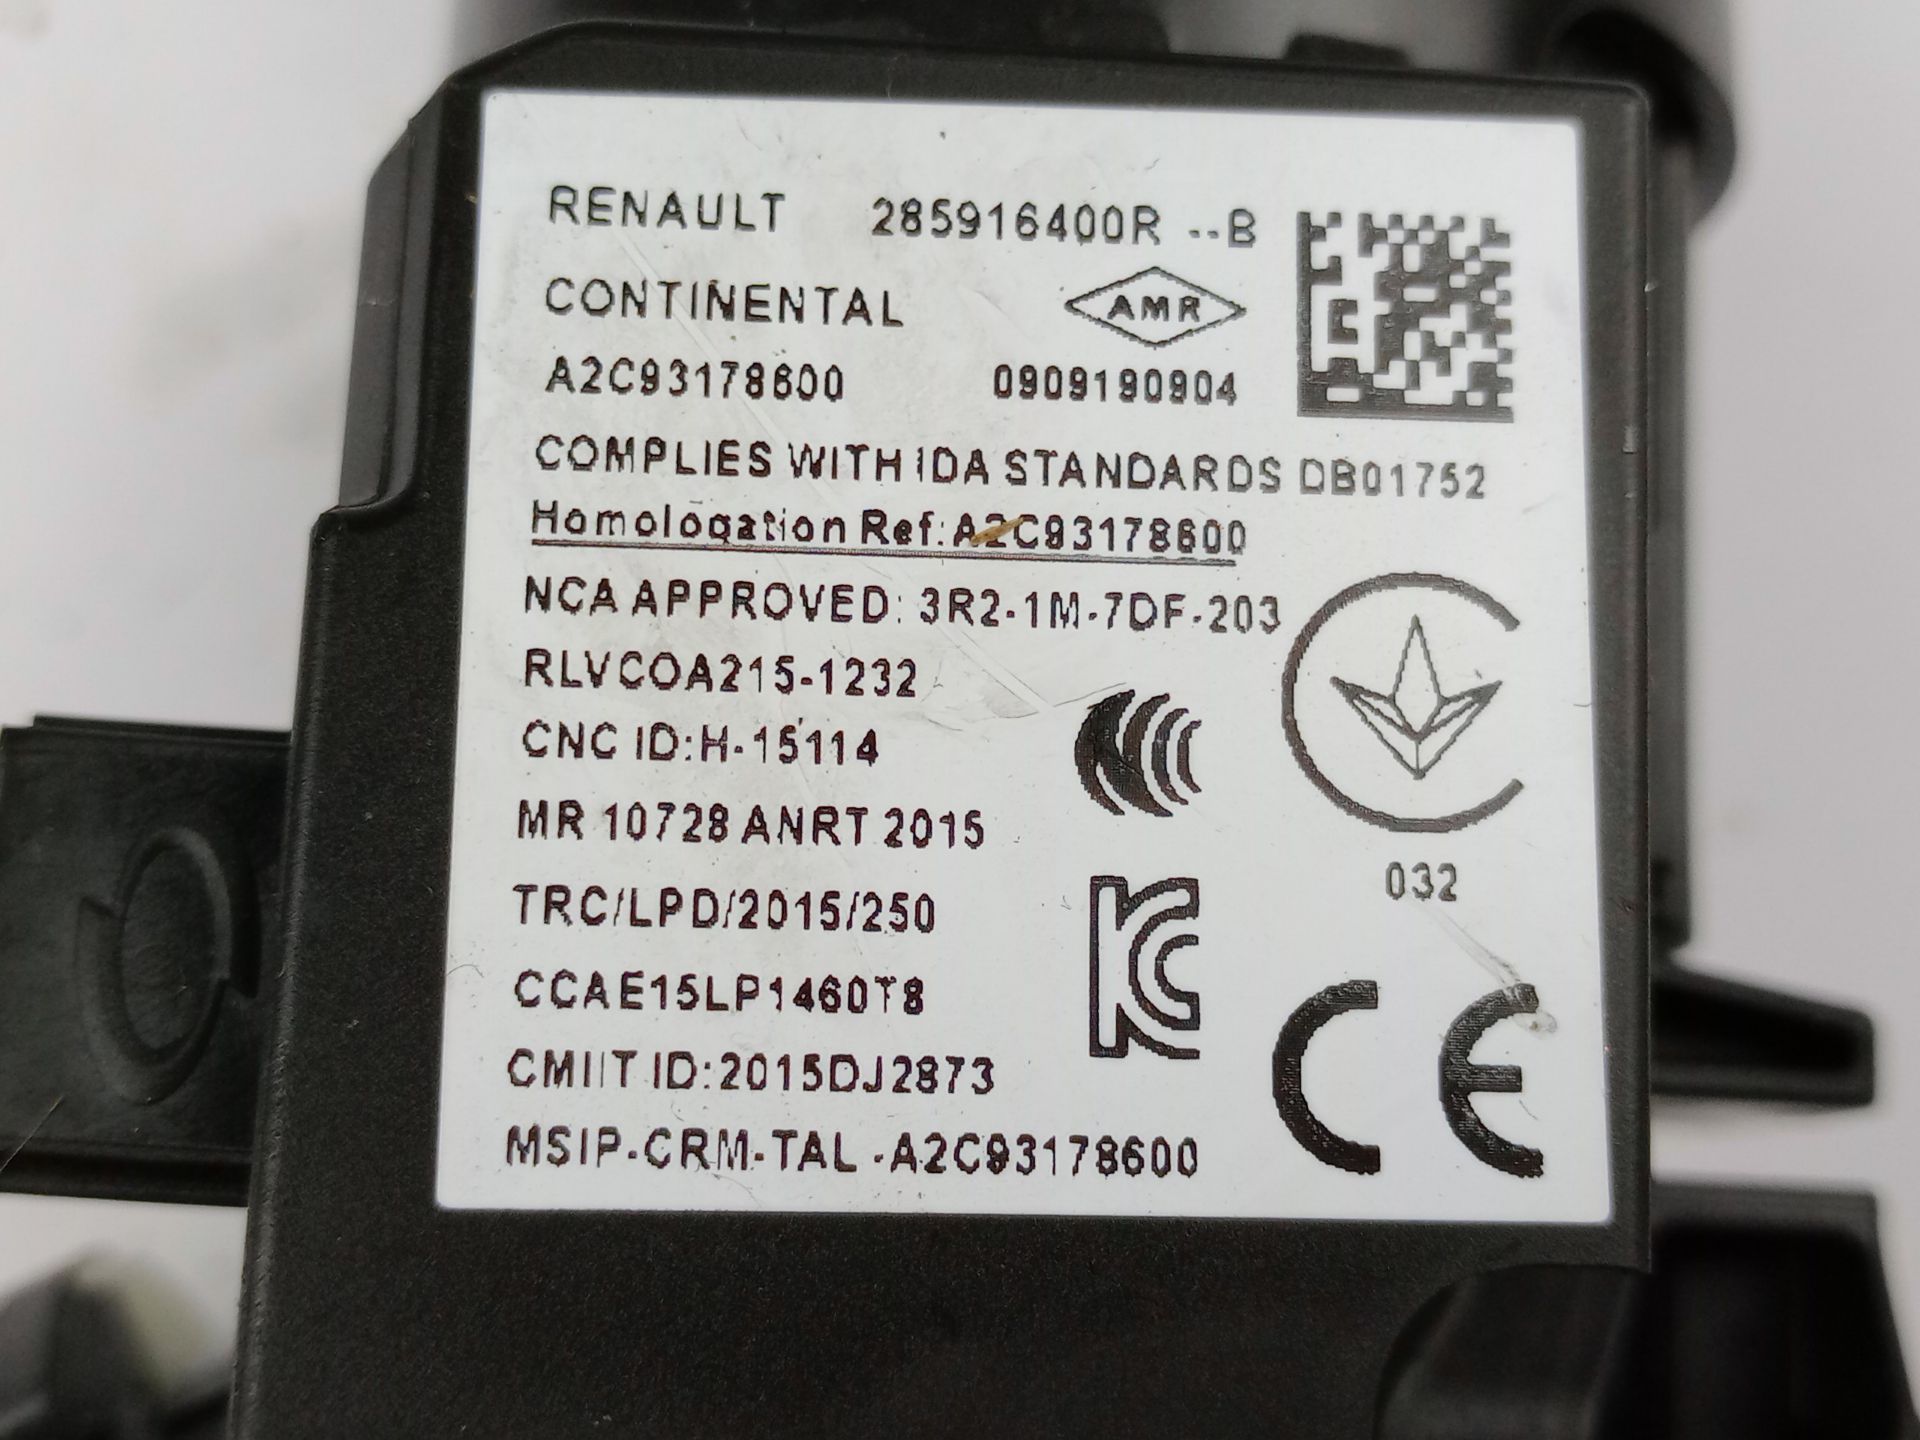 RENAULT 285916400R --B
CONTINENTAL AMR
A2C93178600 0909190904
COMPLIES WITH IDA STANDARDS DB01752
Homologation Ref: A2C93178600
NCA APPROVED: 3R2-1M-7DF-203
RLVCOA215-1232
CNC ID: H-15114
MR 10728 ANRT 2015
032
TRC/LPD/2015/250
CCAE15LP1460T8
CMIIT ID:2015DJ2873
CE
MSIP-CRM-TAL-A2C93178600